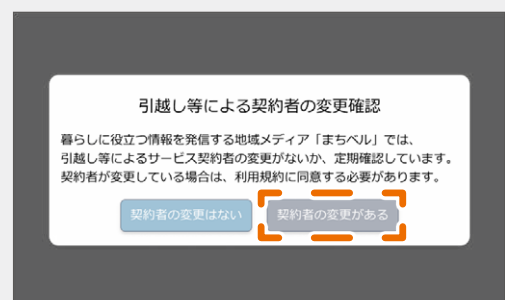 引越し等による契約者の変更確認
暮らしに役立つ情報を発信する地域メディア「まちベル」では、
引越し等によるサービス契約者の変更がないか、定期確認しています。
契約者が変更している場合は、利用規約に同意する必要があります。
契約者の変更はない
契約者の変更がある